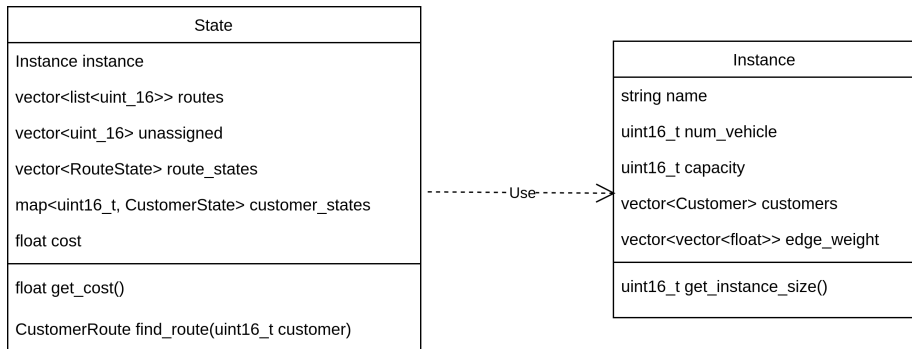 State
Instance instance
vector<list<uint_16>> routes
vector<uint_16> unassigned
vector<RouteState> route_states
map<uint16_t, CustomerState> customer_states
float cost
float get_cost()
CustomerRoute find_route(uint16_t customer)
Use
Instance
string name
uint16_t num_vehicle
uint16_t capacity
vector<Customer> customers
vector<vector<float>> edge_weight
uint16_t get_instance_size()